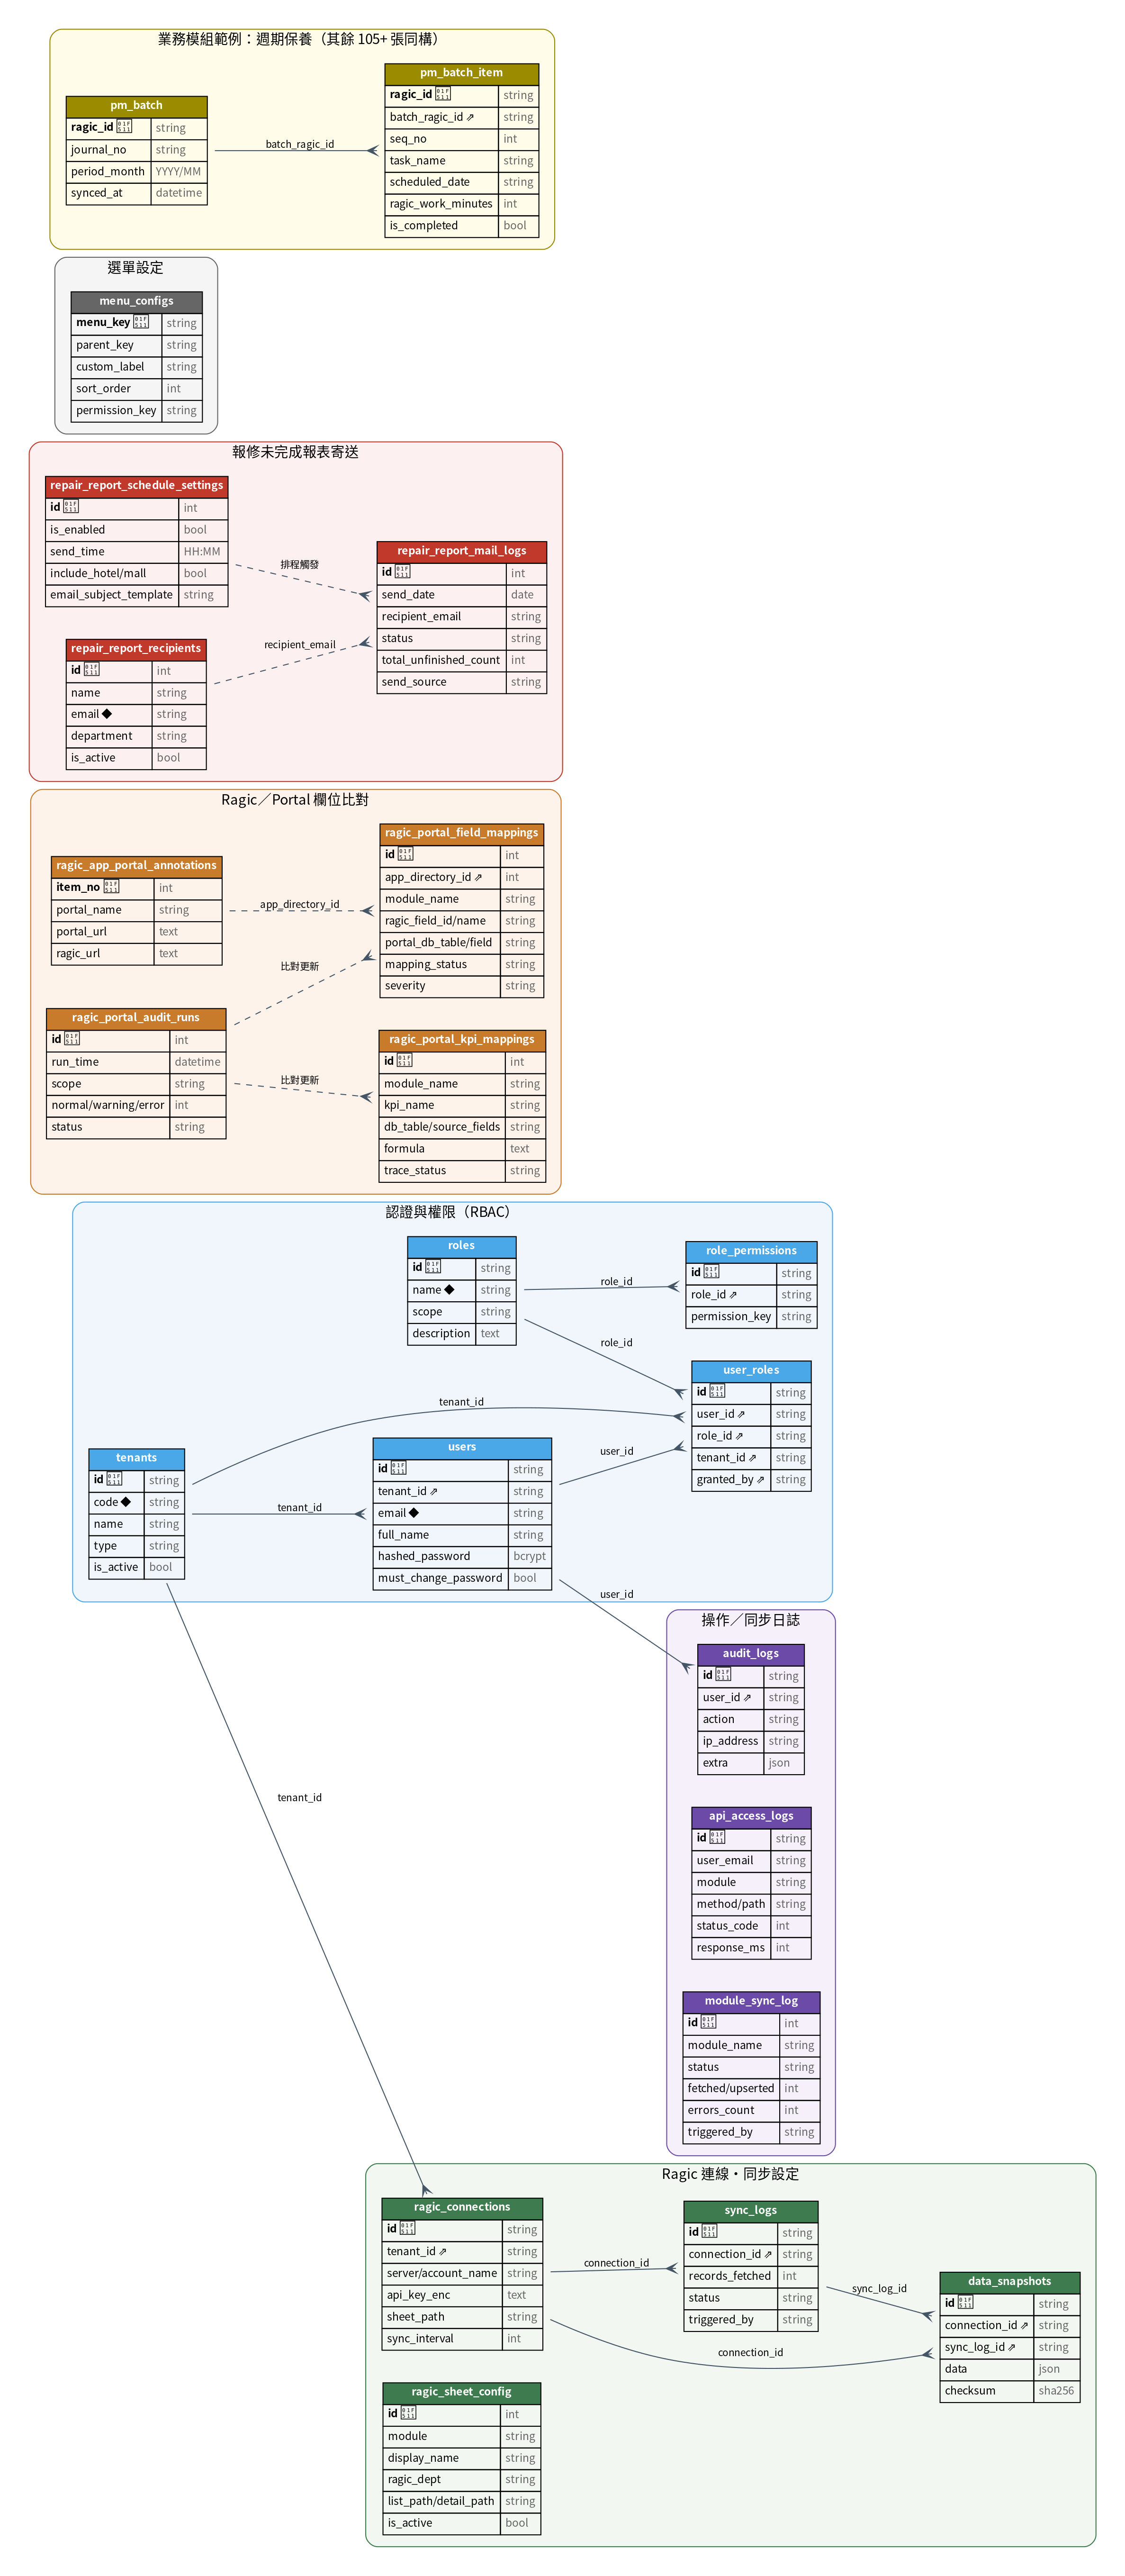 業務模組範例：週期保養（其餘 105+ 張同構）
pm_batch
ragic_id string
journal_no string
period_month YYYY/MM
synced_at datetime
batch_ragic_id
pm_batch_item
ragic_id string
batch_ragic_id ⇗ string
seq_no int
task_name string
scheduled_date string
ragic_work_minutes int
is_completed bool
選單設定
menu_configs
menu_key string
parent_key string
custom_label string
sort_order int
permission_key string
報修未完成報表寄送
repair_report_schedule_settings
id int
is_enabled bool
send_time HH:MM
include_hotel/mall bool
email_subject_template string
排程觸發
repair_report_mail_logs
id int
send_date date
recipient_email string
status string
total_unfinished_count int
send_source string
repair_report_recipients
id int
name string
email ◆ string
department string
is_active bool
recipient_email
Ragic／Portal 欄位比對
ragic_app_portal_annotations
item_no int
portal_name string
portal_url text
ragic_url text
app_directory_id
ragic_portal_field_mappings
id int
app_directory_id ⇗ int
module_name string
ragic_field_id/name string
portal_db_table/field string
mapping_status string
severity string
比對更新
ragic_portal_audit_runs
id int
run_time datetime
scope string
normal/warning/error int
status string
比對更新
ragic_portal_kpi_mappings
id int
module_name string
kpi_name string
db_table/source_fields string
formula text
trace_status string
認證與權限（RBAC）
roles
id string
name ◆ string
scope string
description text
role_id
role_permissions
id string
role_id ⇗ string
permission_key string
role_id
user_roles
id string
user_id ⇗ string
role_id ⇗ string
tenant_id ⇗ string
granted_by ⇗ string
tenant_id
tenants
id string
code ◆ string
name string
type string
is_active bool
tenant_id
users
id string
tenant_id ⇗ string
email ◆ string
full_name string
hashed_password bcrypt
must_change_password bool
user_id
user_id
操作／同步日誌
audit_logs
id string
user_id ⇗ string
action string
ip_address string
extra json
tenant_id
api_access_logs
id string
user_email string
module string
method/path string
status_code int
response_ms int
module_sync_log
id int
module_name string
status string
fetched/upserted int
errors_count int
triggered_by string
Ragic 連線・同步設定
ragic_connections
id string
tenant_id ⇗ string
server/account_name string
api_key_enc text
sheet_path string
sync_interval int
connection_id
sync_logs
id string
connection_id ⇗ string
records_fetched int
status string
triggered_by string
sync_log_id
connection_id
data_snapshots
id string
connection_id ⇗ string
sync_log_id ⇗ string
data json
checksum sha256
ragic_sheet_config
id int
module string
display_name string
ragic_dept string
list_path/detail_path string
is_active bool